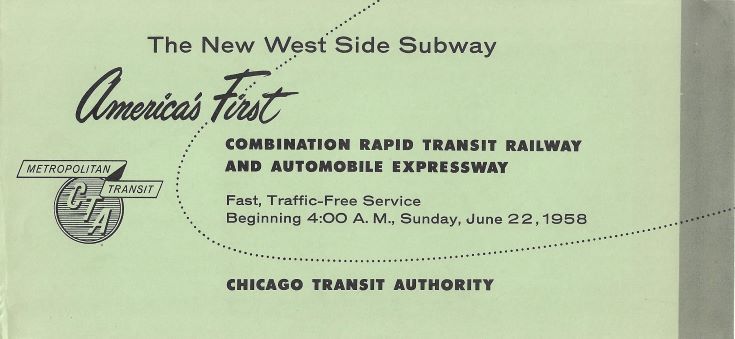 The New West Side Subway
America's First
COMBINATION RAPID TRANSIT RAILWAY
AND AUTOMOBILE EXPRESSWAY
METROPOLITAN
TRANSIT
CTA
Fast, Traffic-Free Service
Beginning 4:00 A. M., Sunday, June 22, 1958
CHICAGO TRANSIT AUTHORITY